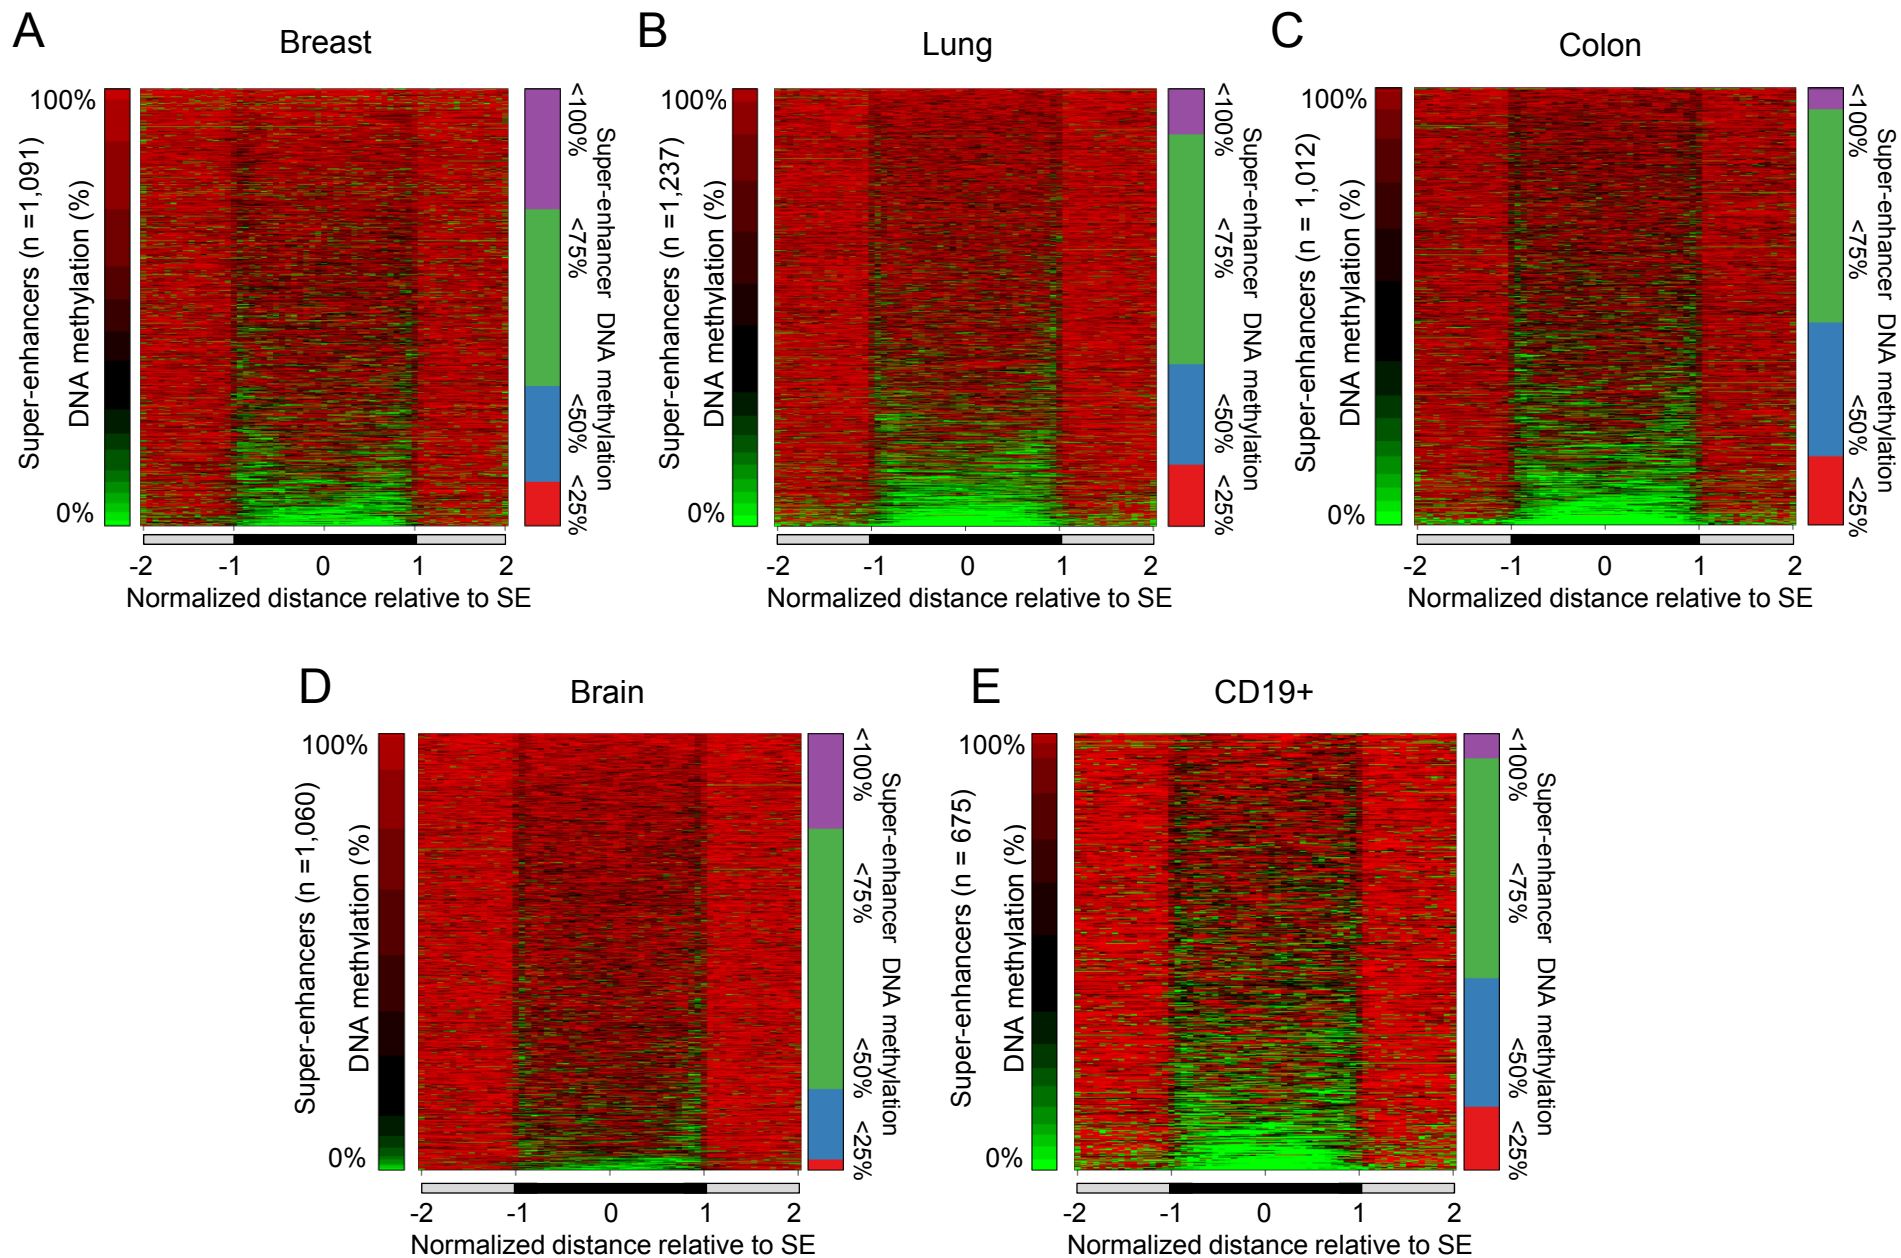 A
Breast
Super-enhancers (n =1,091)
DNA methylation (%)
100%
0%
<100%
<75%
<50%
<25%
Super-enhancer DNA methylation
-2 -1 0 1 2
Normalized distance relative to SE
B
Lung
Super-enhancers (n =1,237)
DNA methylation (%)
100%
0%
<100%
<75%
<50%
<25%
Super-enhancer DNA methylation
-2 -1 0 1 2
Normalized distance relative to SE
C
Colon
Super-enhancers (n = 1,012)
DNA methylation (%)
100%
0%
<100%
<75%
<50%
<25%
Super-enhancer DNA methylation
-2 -1 0 1 2
Normalized distance relative to SE
D
Brain
Super-enhancers (n =1,060)
DNA methylation (%)
100%
0%
<100%
<75%
<50%
<25%
Super-enhancer DNA methylation
-2 -1 0 1 2
Normalized distance relative to SE
E
CD19+
Super-enhancers (n = 675)
DNA methylation (%)
100%
0%
<100%
<75%
<50%
<25%
Super-enhancer DNA methylation
-2 -1 0 1 2
Normalized distance relative to SE